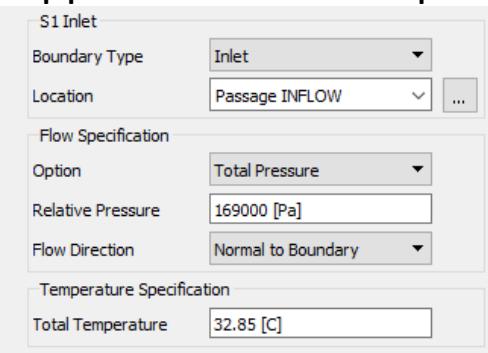 S1 Inlet
Boundary Type Inlet
Location Passage INFLOW ...
Flow Specification
Option Total Pressure
Relative Pressure 169000 [Pa]
Flow Direction Normal to Boundary
Temperature Specification
Total Temperature 32.85 [C]